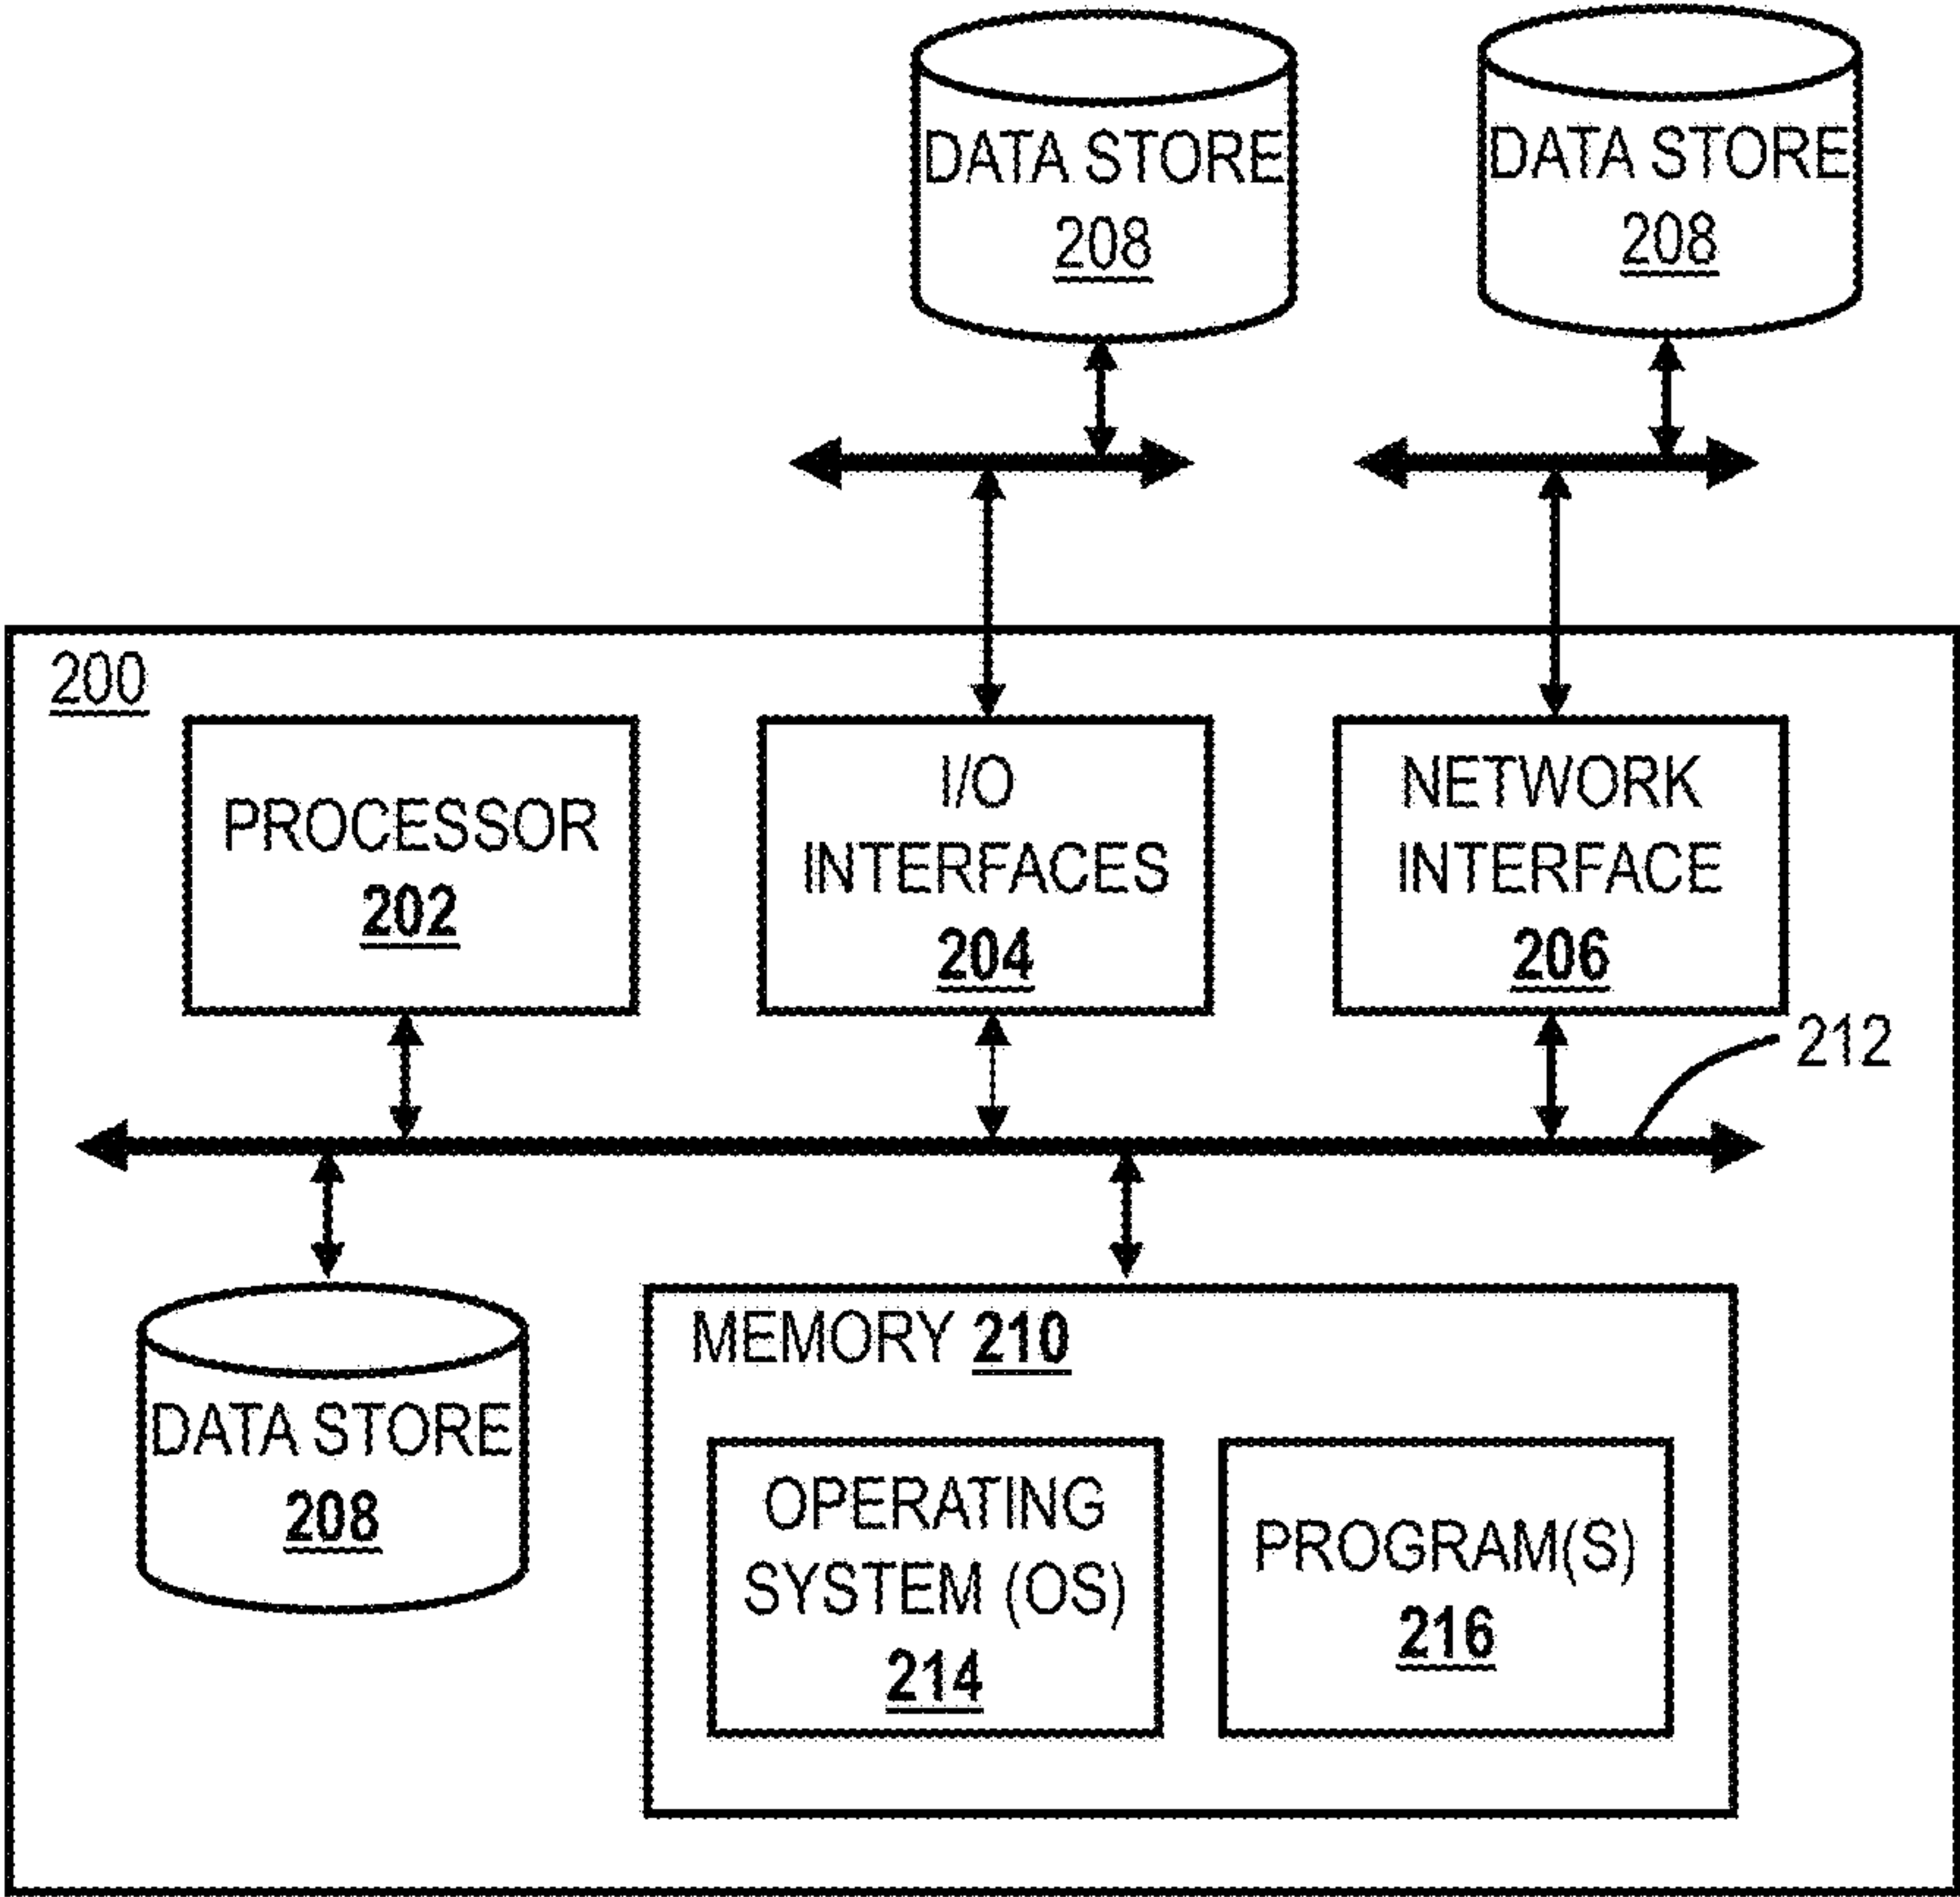 DATA STORE
208
DATA STORE
208
200
PROCESSOR
202
I/O
INTERFACES
204
NETWORK
INTERFACE
206
212
DATA STORE
208
MEMORY 210
OPERATING
SYSTEM (OS)
214
PROGRAM(S)
216